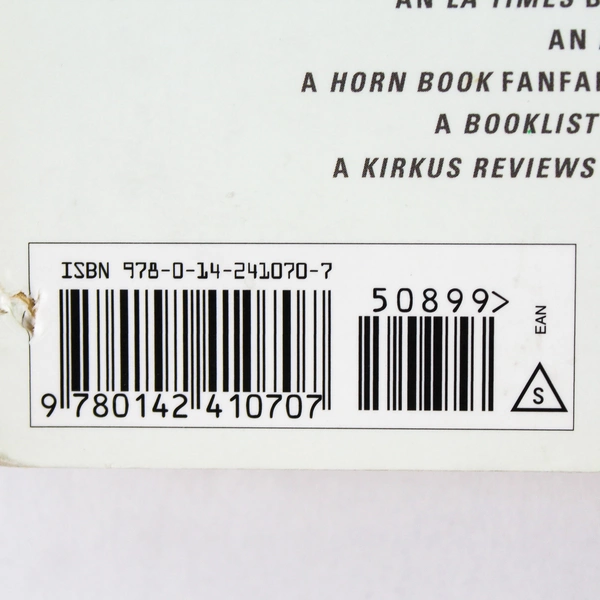 AN LA TIMES B
AN
A HORN BOOK FANFA
A BOOKLIST
A KIRKUS REVIEWS
ISBN 978-0-14-241070-7
50899>
EAN
S
9 780142 410707